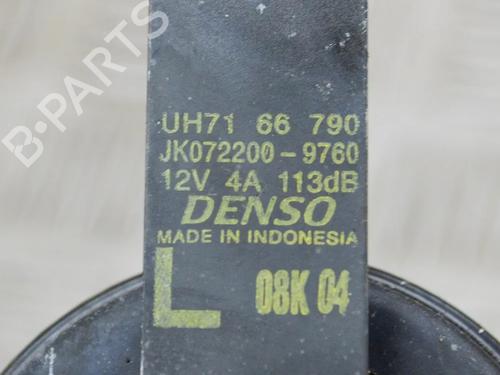 B-PARTS
UH71 66 790
JK072200-9760
12V 4A 113dB
DENSO
MADE IN INDONESIA
L 08K 04